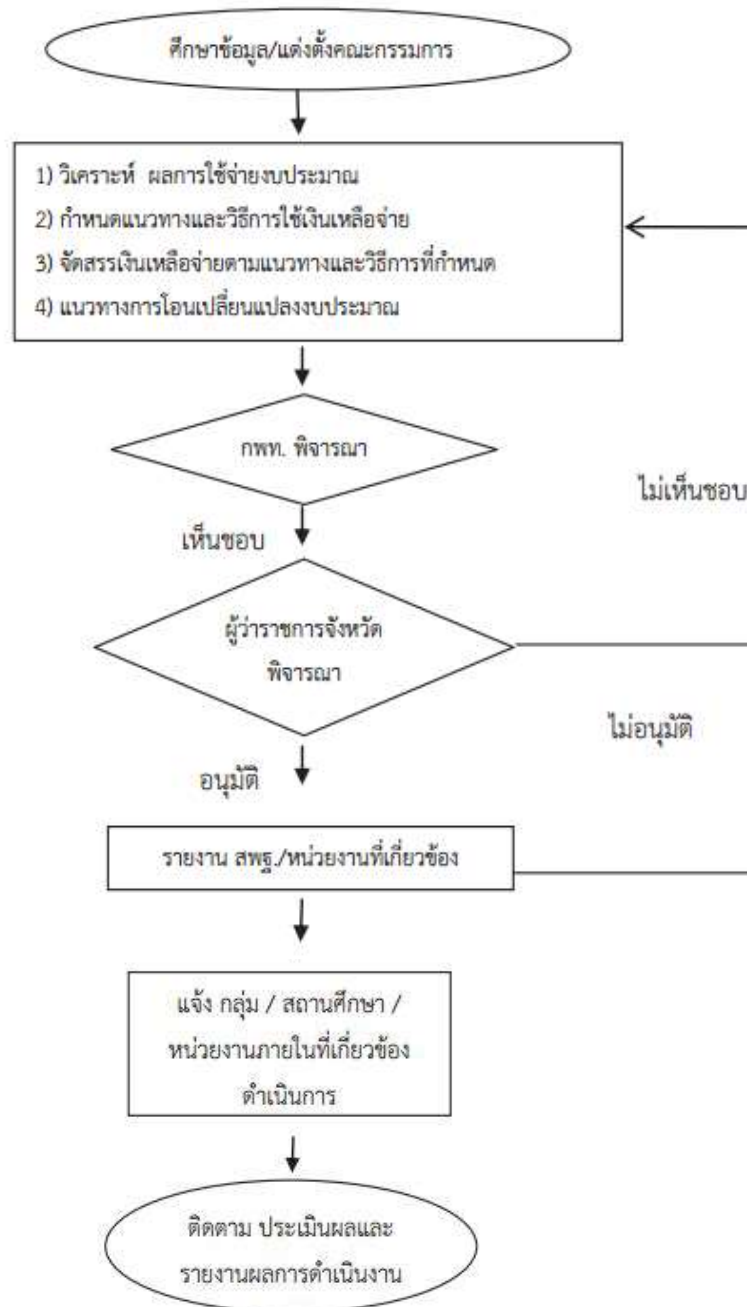 ศึกษาข้อมูล/แต่งตั้งคณะกรรมการ
1) วิเคราะห์ ผลการใช้จ่ายงบประมาณ
2) กำหนดแนวทางและวิธีการใช้เงินเหลือจ่าย
3) จัดสรรเงินเหลือจ่ายตามแนวทางและวิธีการที่กำหนด
4) แนวทางการโอนเปลี่ยนแปลงงบประมาณ
กพท. พิจารณา
ไม่เห็นชอบ
เห็นชอบ
ผู้ว่าราชการจังหวัด
พิจารณา
ไม่อนุมัติ
อนุมัติ
รายงาน สพฐ./หน่วยงานที่เกี่ยวข้อง
แจ้ง กลุ่ม / สถานศึกษา /
หน่วยงานภายในที่เกี่ยวข้อง
ดำเนินการ
ติดตาม ประเมินผลและ
รายงานผลการดำเนินงาน